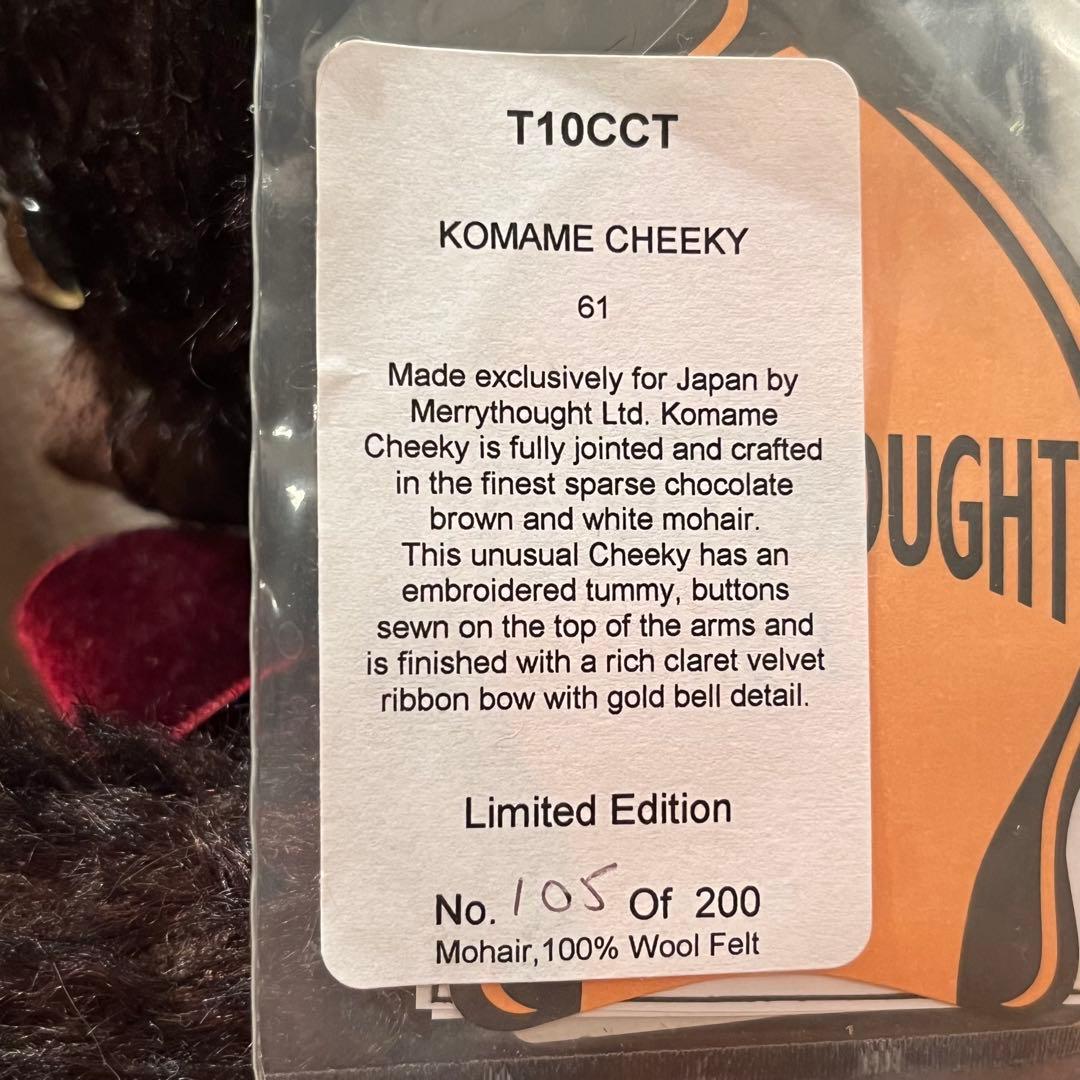 T10CCT
KOMAME CHEEKY
61
Made exclusively for Japan by
Merrythought Ltd. Komame
Cheeky is fully jointed and crafted
in the finest sparse chocolate
brown and white mohair.
This unusual Cheeky has an
embroidered tummy, buttons
sewn on the top of the arms and
is finished with a rich claret velvet
ribbon bow with gold bell detail.
Limited Edition
No. 105 Of 200
Mohair,100% Wool Felt
OUGHT